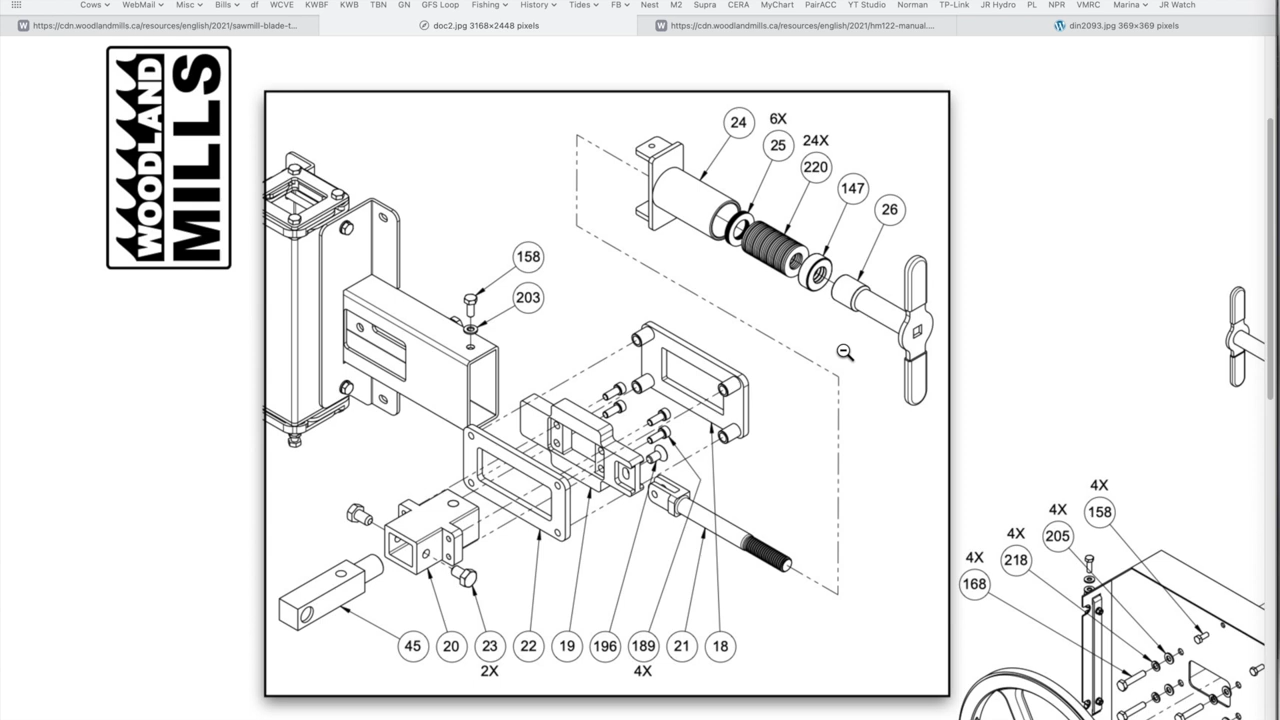 Cows WebMail Misc Bills df WCVE KWBF KWB TBN GN GFS Loop Fishing History Tides FB Nest M2 Supra CERA MyChart PairACC YT Studio Norman TP-Link JR Hydro PL NPR VMRC Marina JR Watch
https://cdn.woodlandmills.com/resources/english/2021/sawmill-blade-t...
doc2.jpg 3168×2448 pixels
https://cdn.woodlandmills.com/resources/english/2021/hm122-manual....
din2093.jpg 369×369 pixels
WOODLAND
MILLS
24
6X
25
24X
220
147
26
158
203
45
20
23
2X
22
19
196
189
4X
21
18
4X
158
4X
205
4X
218
4X
168